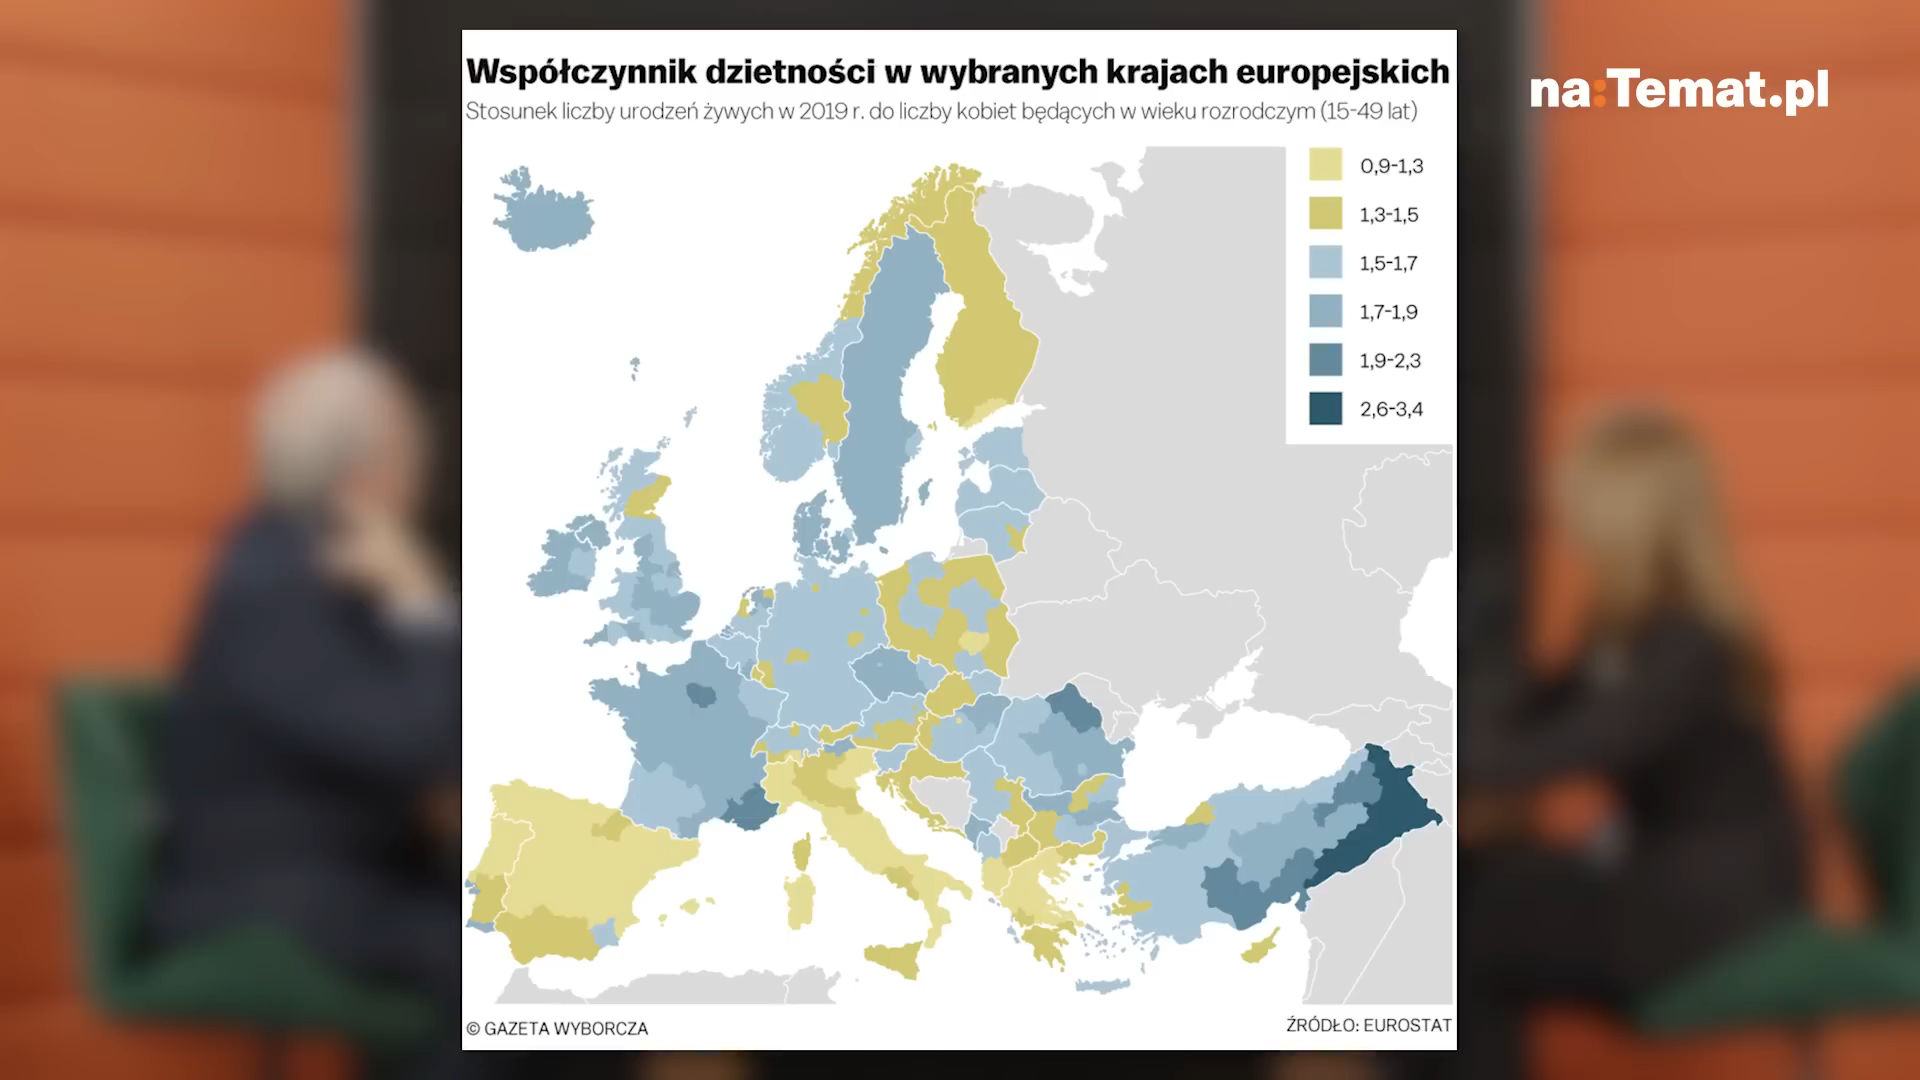 Współczynnik dzietności w wybranych krajach europejskich
Stosunek liczby urodzeń żywych w 2019 r. do liczby kobiet będących w wieku rozrodczym (15-49 lat)
na:Temat.pl
0,9-1,3
1,3-1,5
1,5-1,7
1,7-1,9
1,9-2,3
2,6-3,4
© GAZETA WYBORCZA
ŹRÓDŁO: EUROSTAT